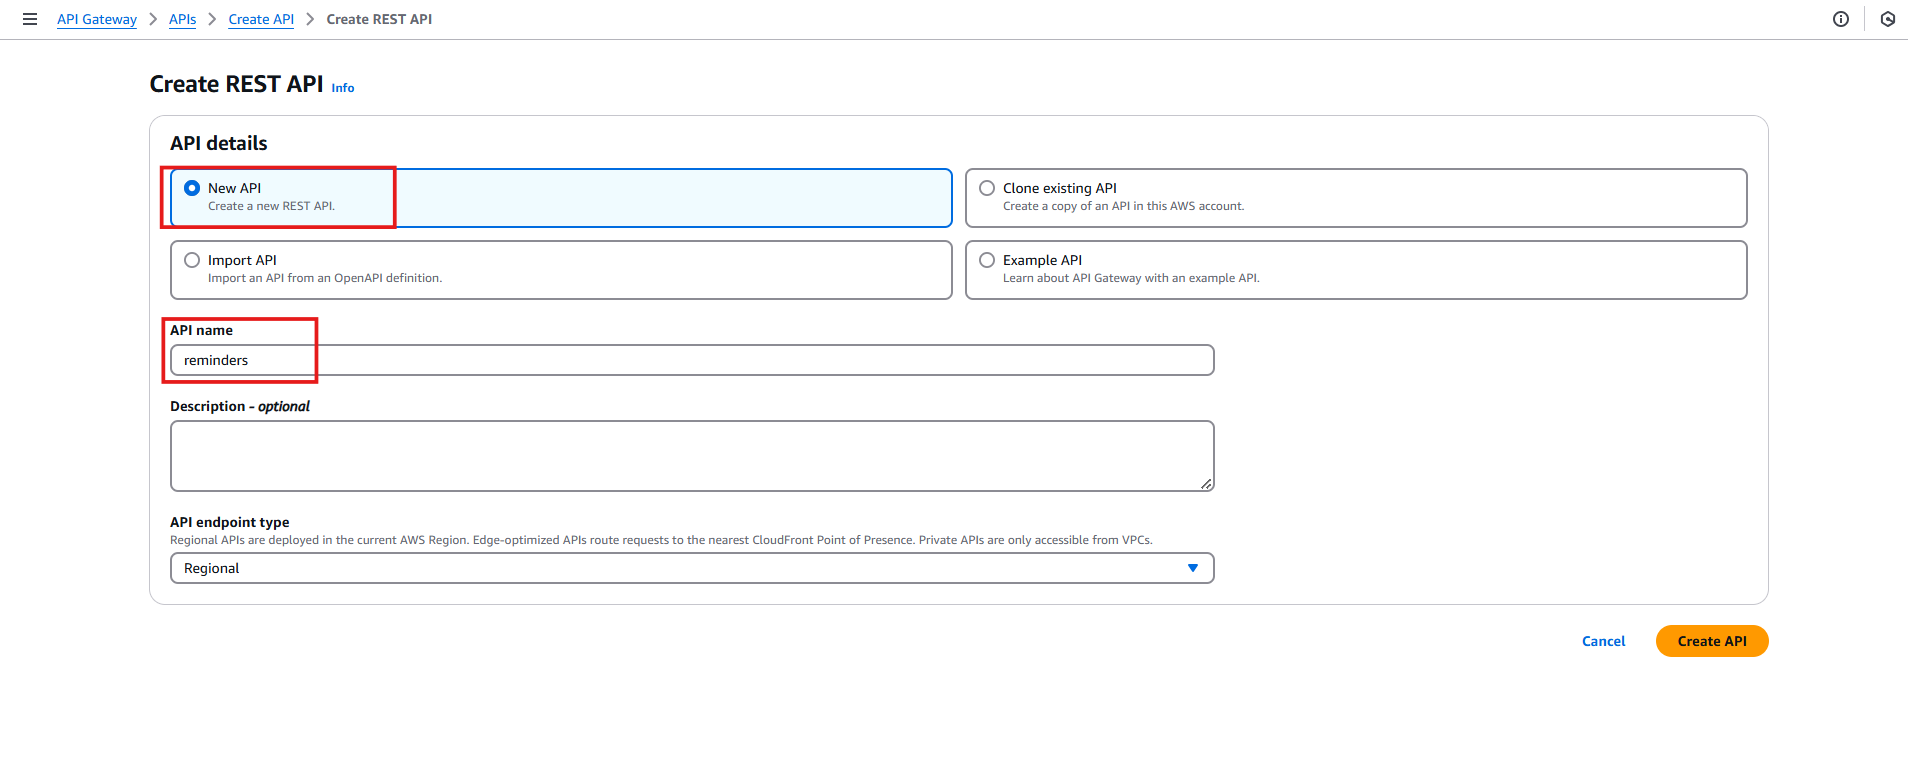 API Gateway > APIs > Create API > Create REST API
Create REST API Info
API details
New API
Create a new REST API.
Clone existing API
Create a copy of an API in this AWS account.
Import API
Import an API from an OpenAPI definition.
Example API
Learn about API Gateway with an example API.
API name
reminders
Description - optional
API endpoint type
Regional APIs are deployed in the current AWS Region. Edge-optimized APIs route requests to the nearest CloudFront Point of Presence. Private APIs are only accessible from VPCs.
Regional
Cancel
Create API